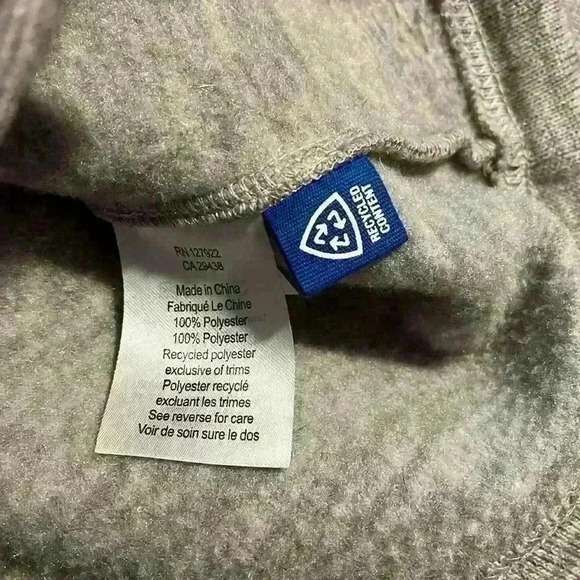 RN 127922
CA 29438
Made in China
Fabriqué Le Chine
100% Polyester
100% Polyester
Recycled polyester
exclusive of trims
Polyester recyclé
excluant les trimes
See reverse for care
Voir de soin sure le dos
RECYCLED
CONTENT